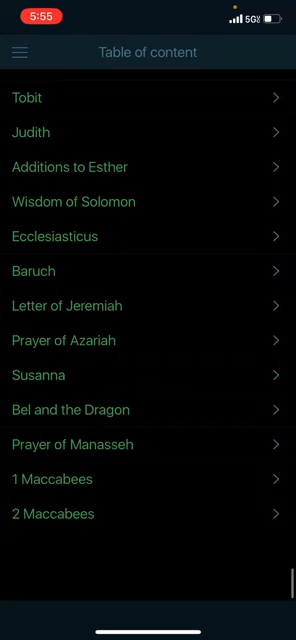 5:55
5G
Table of content
Tobit
Judith
Additions to Esther
Wisdom of Solomon
Ecclesiasticus
Baruch
Letter of Jeremiah
Prayer of Azariah
Susanna
Bel and the Dragon
Prayer of Manasseh
1 Maccabees
2 Maccabees